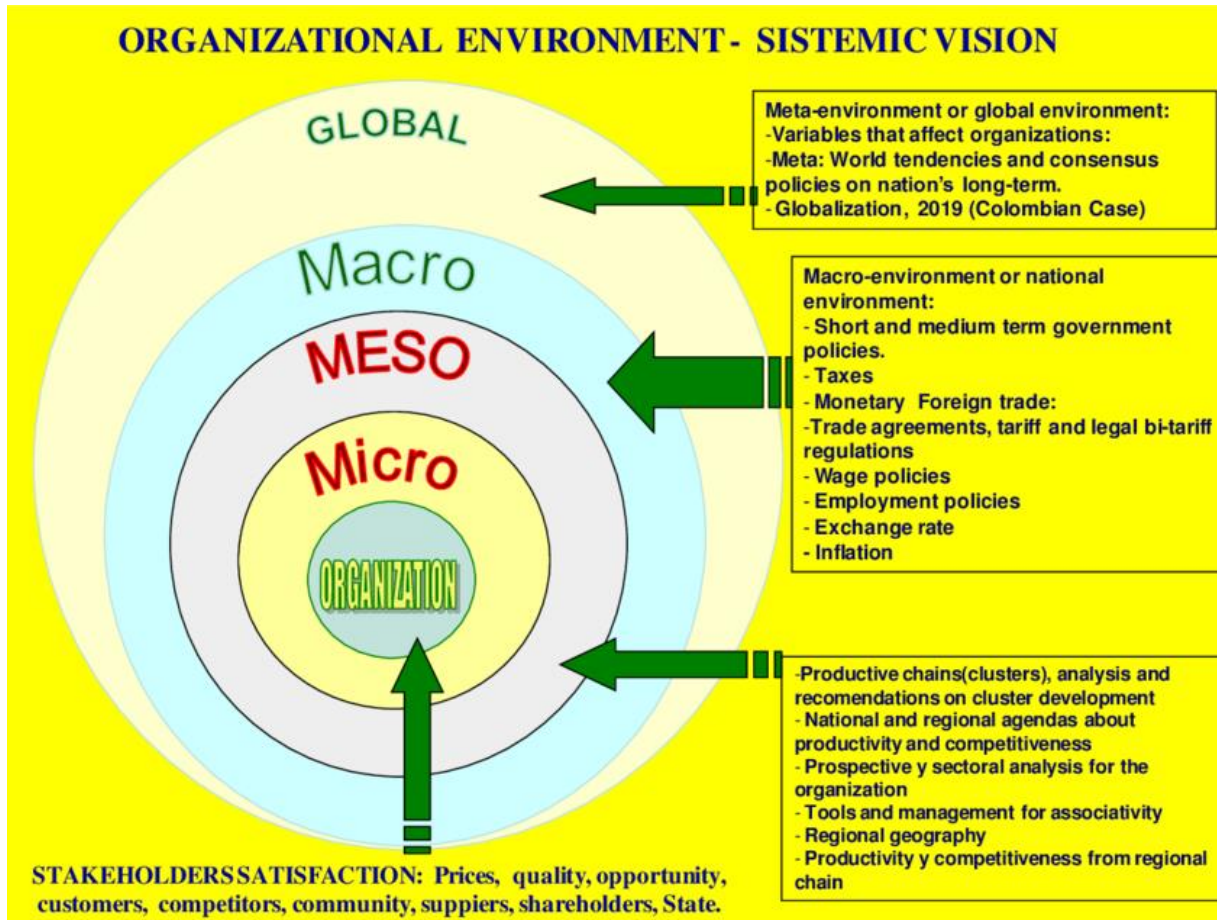 ORGANIZATIONAL ENVIRONMENT - SISTEMIC VISION
GLOBAL
Macro
MESO
Micro
ORGANIZATION
Meta-environment or global environment:
-Variables that affect organizations:
-Meta: World tendencies and consensus
policies on nation's long-term.
-Globalization, 2019 (Colombian Case)
Macro-environment or national
environment:
- Short and medium term government
policies.
- Taxes
- Monetary Foreign trade:
-Trade agreements, tariff and legal bi-tariff
regulations
- Wage policies
- Employment policies
- Exchange rate
- Inflation
-Productive chains(clusters), analysis and
recomendations on cluster development
- National and regional agendas about
productivity and competitiveness
- Prospective y sectoral analysis for the
organization
- Tools and management for associativity
- Regional geography
- Productivity y competitiveness from regional
chain
STAKEHOLDERS SATISFACTION: Prices, quality, opportunity,
customers, competitors, community, suppiers, shareholders, State.